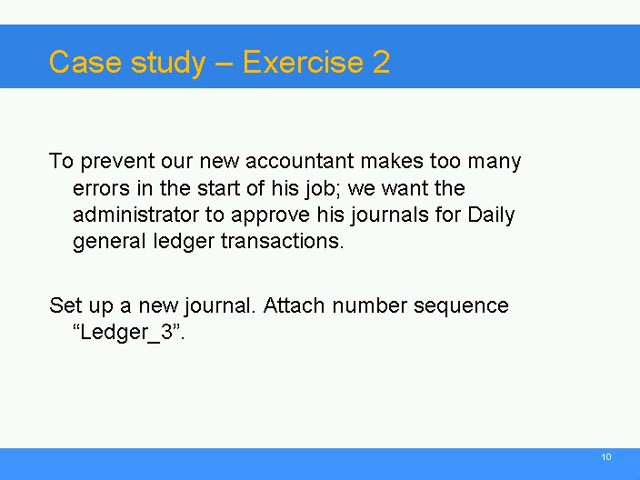 Case study – Exercise 2
To prevent our new accountant makes too many
errors in the start of his job; we want the
administrator to approve his journals for Daily
general ledger transactions.
Set up a new journal. Attach number sequence
“Ledger_3”.
10